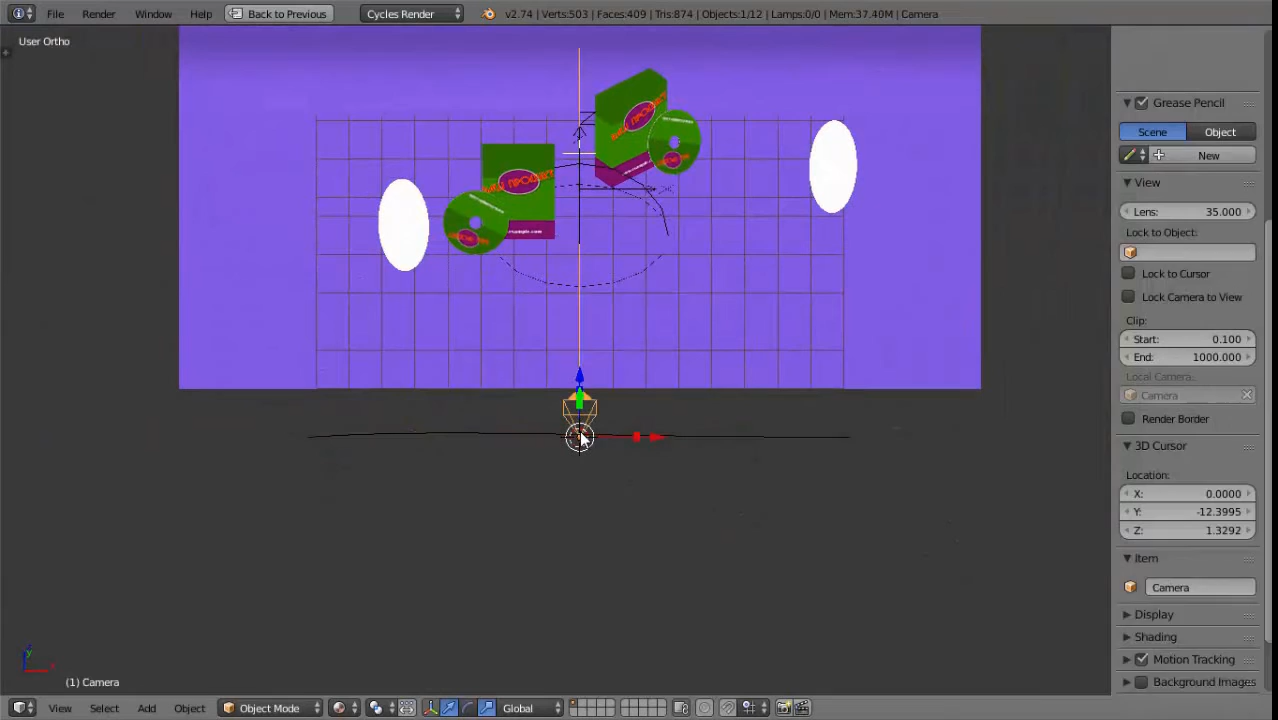 File Render Window Help Back to Previous Cycles Render v2.74 | Verts:503 | Faces:409 | Tris:874 | Objects:1/12 | Lamps:0/0 | Mem:37.40M | Camera
User Ortho
Grease Pencil
Scene Object
New
View
Lens: 35.000
Lock to Object:
Lock to Cursor
Lock Camera to View
Clip:
Start: 0.100
End: 1000.000
Local Camera:
Camera
Render Border
3D Cursor
Location:
X: 0.0000
Y: -12.3995
Z: 1.3292
Item
Camera
Display
Shading
Motion Tracking
Background Images
(1) Camera
View Select Add Object Object Mode Global